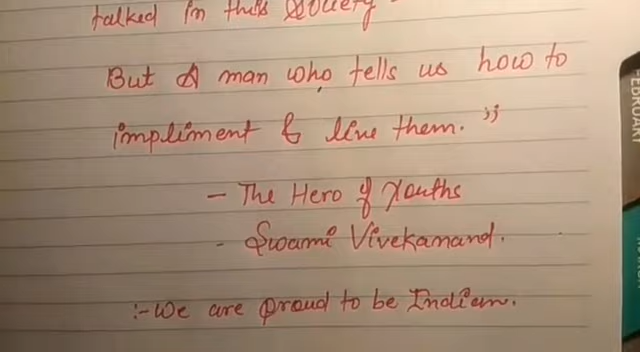 talked in this Society
But A man who tells us how to
impliment & live them."
- The Hero of Youths
- Swami Vivekanand.
:- We are proud to be Indian.
EBRUARY